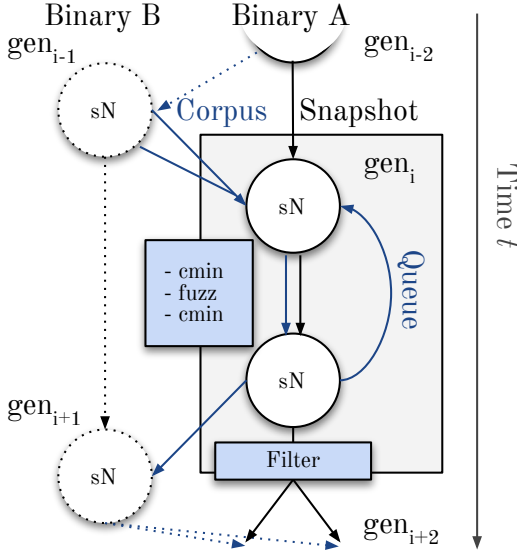 Binary B
Binary A
gen_{i-1}
gen_{i-2}
sN
Corpus
Snapshot
gen_i
sN
Time t
- cmin
- fuzz
- cmin
Queue
sN
gen_{i+1}
Filter
sN
gen_{i+2}